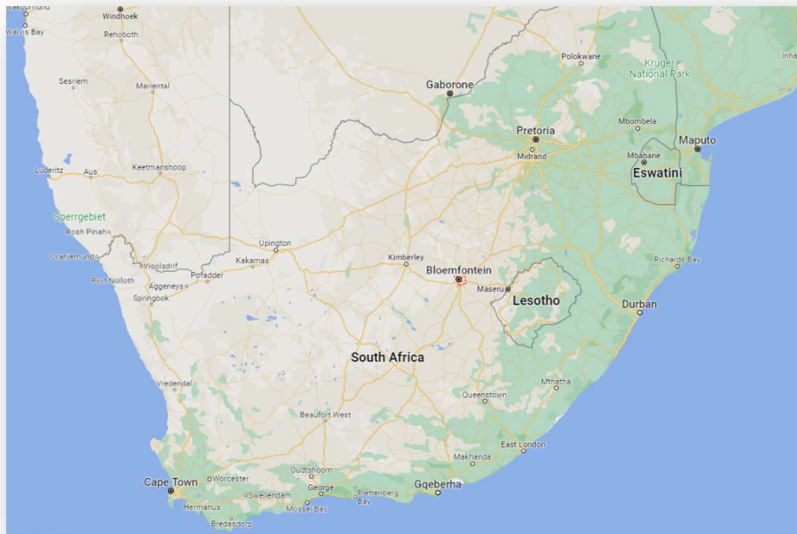 Wakopmund
Windhoek
Walvis Bay
Rehoboth
Polokwane
Kruger
National Park
Inha
Sesriem
Mariental
Gaborone
Mbombela
Pretoria
Midrand
Maputo
Mbabane
Eswatini
Keetmanshoop
Luderitz
Aus
Sperrgebiet
Rosh Pinah
Upington
Oranjemund
Vioolsdrif
Kakamas
Kimberley
Richards Bay
Bloemfontein
Port Nolloth
Pofadder
Aggeneys
Maseru
Springbok
Lesotho
Durban
South Africa
Vredendal
Mthatha
Queenstown
Beaufort West
East London
Makhanda
Oudtshoorn
Worcester
Cape Town
George
Gqeberha
Swellendam
Plettenberg
Bay
Hermanus
Mossel Bay
Bredasdorp